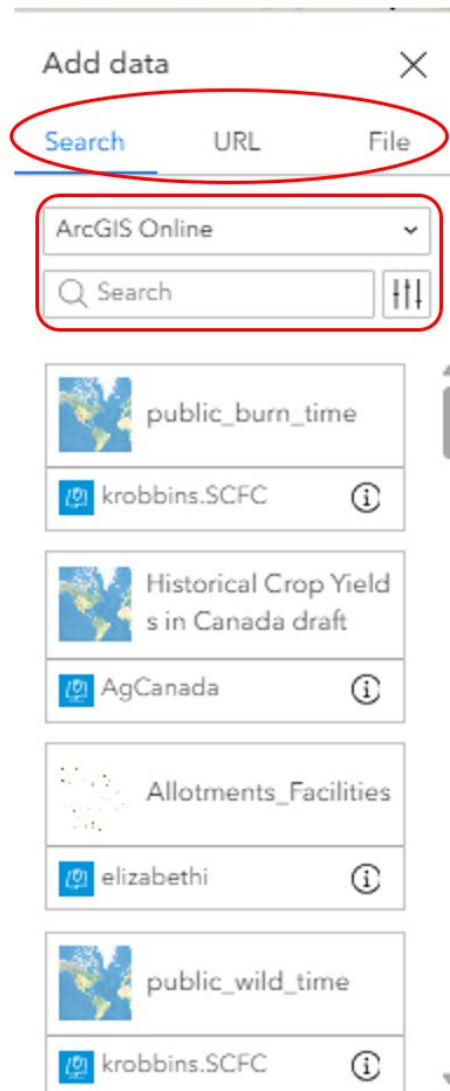 Add data
Search URL File
ArcGIS Online
Search
public_burn_time
krobbins.SCFC
Historical Crop Yield
s in Canada draft
AgCanada
Allotments_Facilities
elizabethi
public_wild_time
krobbins.SCFC